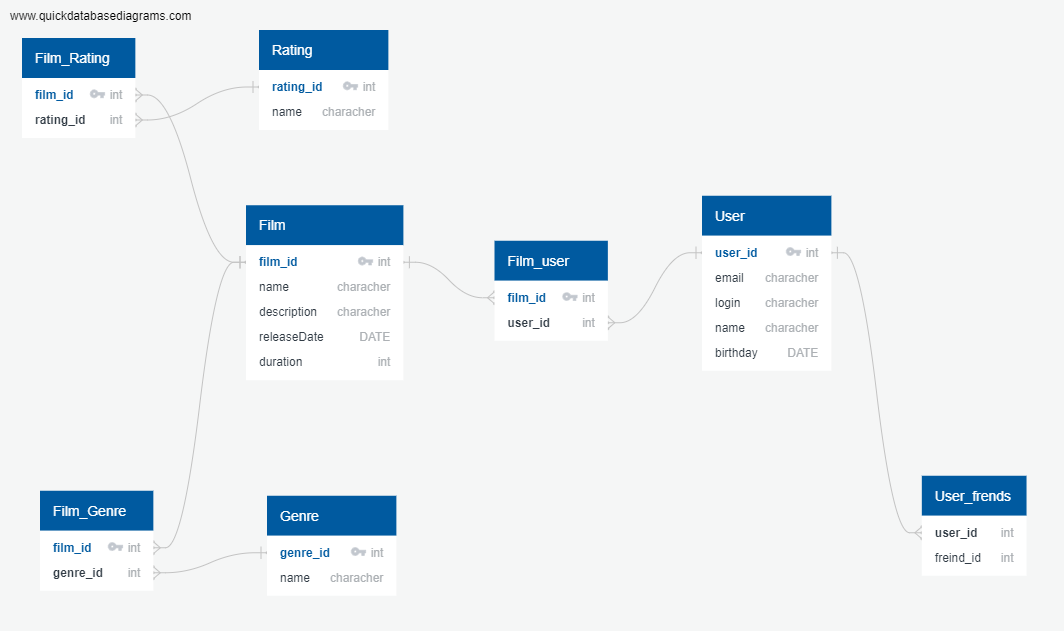 www.quickdatabasediagrams.com
Film_Rating
film_id int
rating_id int
Rating
rating_id int
name characher
Film
film_id int
name characher
description characher
releaseDate DATE
duration int
Film_user
film_id int
user_id int
User
user_id int
email characher
login characher
name characher
birthday DATE
Film_Genre
film_id int
genre_id int
Genre
genre_id int
name characher
User_frends
user_id int
freind_id int